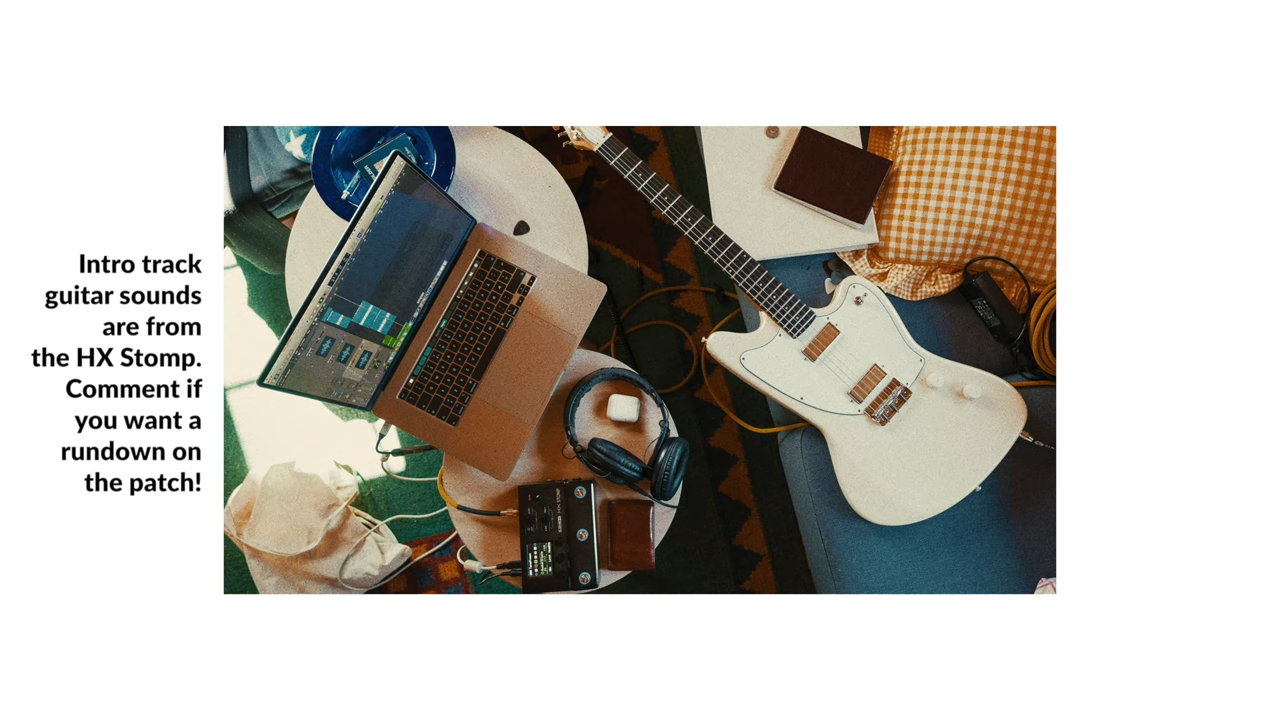 Intro track
guitar sounds
are from
the HX Stomp.
Comment if
you want a
rundown on
the patch!